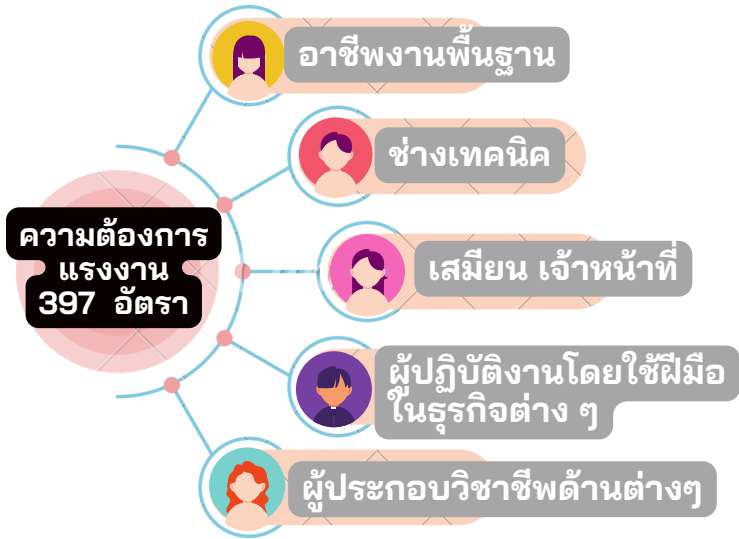 อาชีพงานพื้นฐาน
ช่างเทคนิค
ความต้องการ
แรงงาน
397 อัตรา
เสมียน เจ้าหน้าที่
ผู้ปฏิบัติงานโดยใช้ฝีมือ
ในธุรกิจต่าง ๆ
ผู้ประกอบวิชาชีพด้านต่างๆ